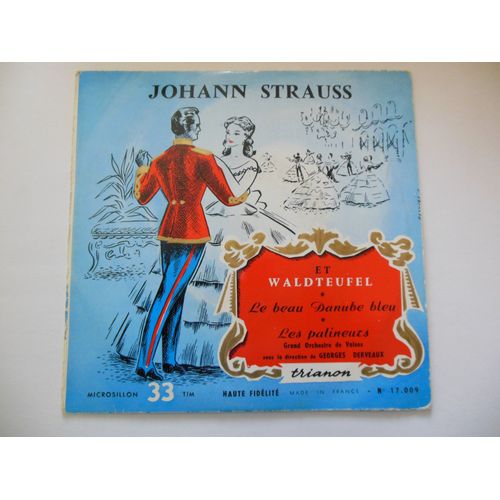 JOHANN STRAUSS
ET
WALDTEUFEL
Le beau Danube bleu
Les patineurs
Grand Orchestre de Valses
sous la direction de GEORGES DERVEAUX
trianon
MICROSILLON 33 T/M HAUTE FIDÉLITÉ MADE IN FRANCE - N° 17.009